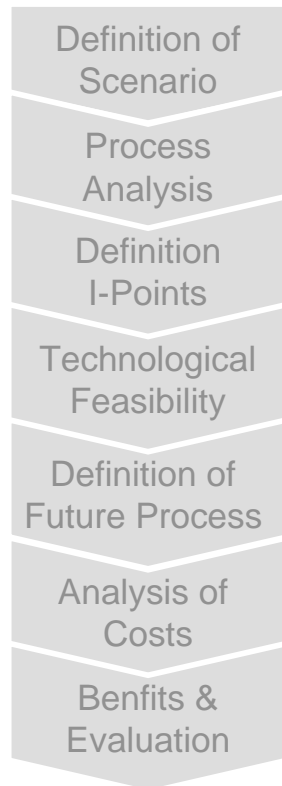 Definition of
Scenario
Process
Analysis
Definition
I-Points
Technological
Feasibility
Definition of
Future Process
Analysis of
Costs
Benfits &
Evaluation